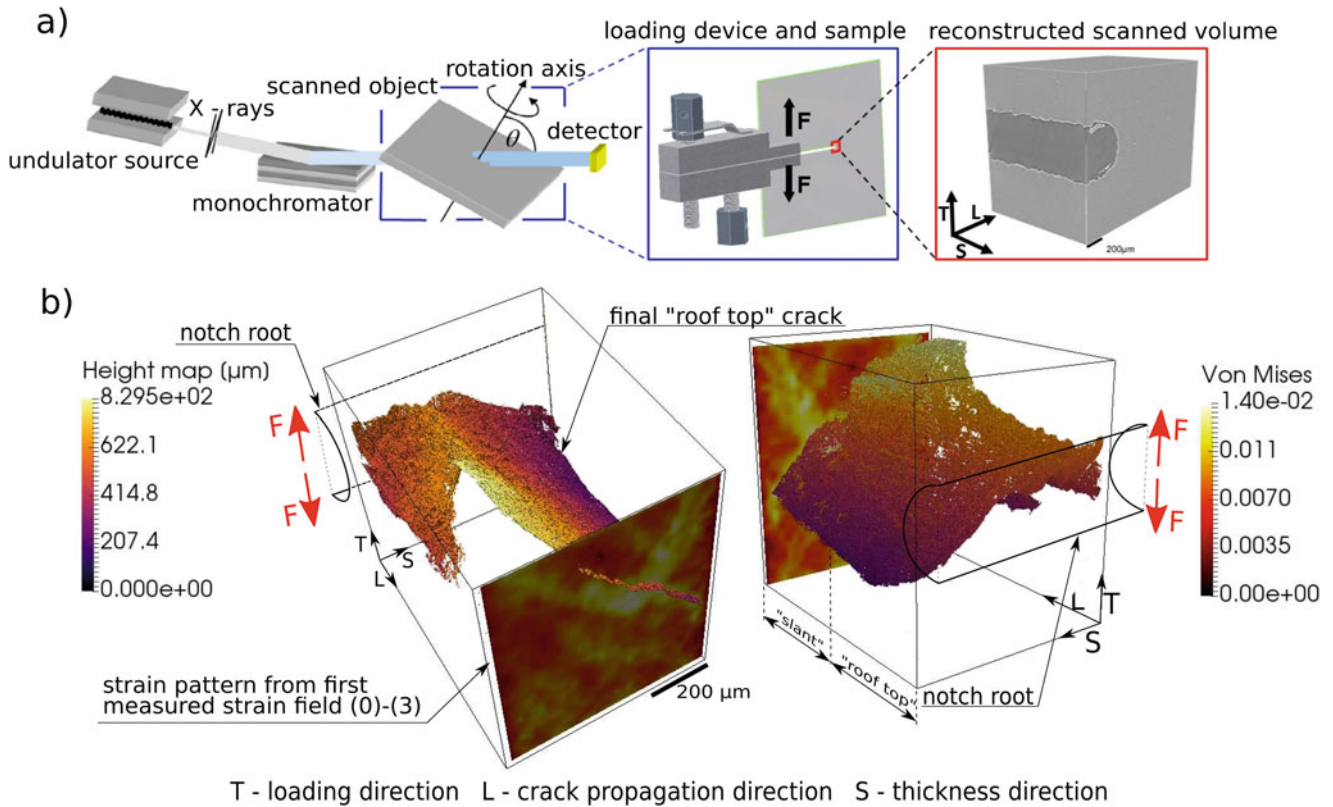 a)
loading device and sample
reconstructed scanned volume
rotation axis
scanned object
X - rays
θ
detector
undulator source
monochromator
F
F
T
L
S
200μm
b)
notch root
final "roof top" crack
Height map (μm)
8.295e+02
622.1
414.8
207.4
0.000e+00
F
F
T
S
L
strain pattern from first
measured strain field (0)-(3)
200 μm
Von Mises
1.40e-02
0.011
0.0070
0.0035
0.00e+00
F
F
L
T
S
"slant"
"roof top"
notch root
T - loading direction L - crack propagation direction S - thickness direction